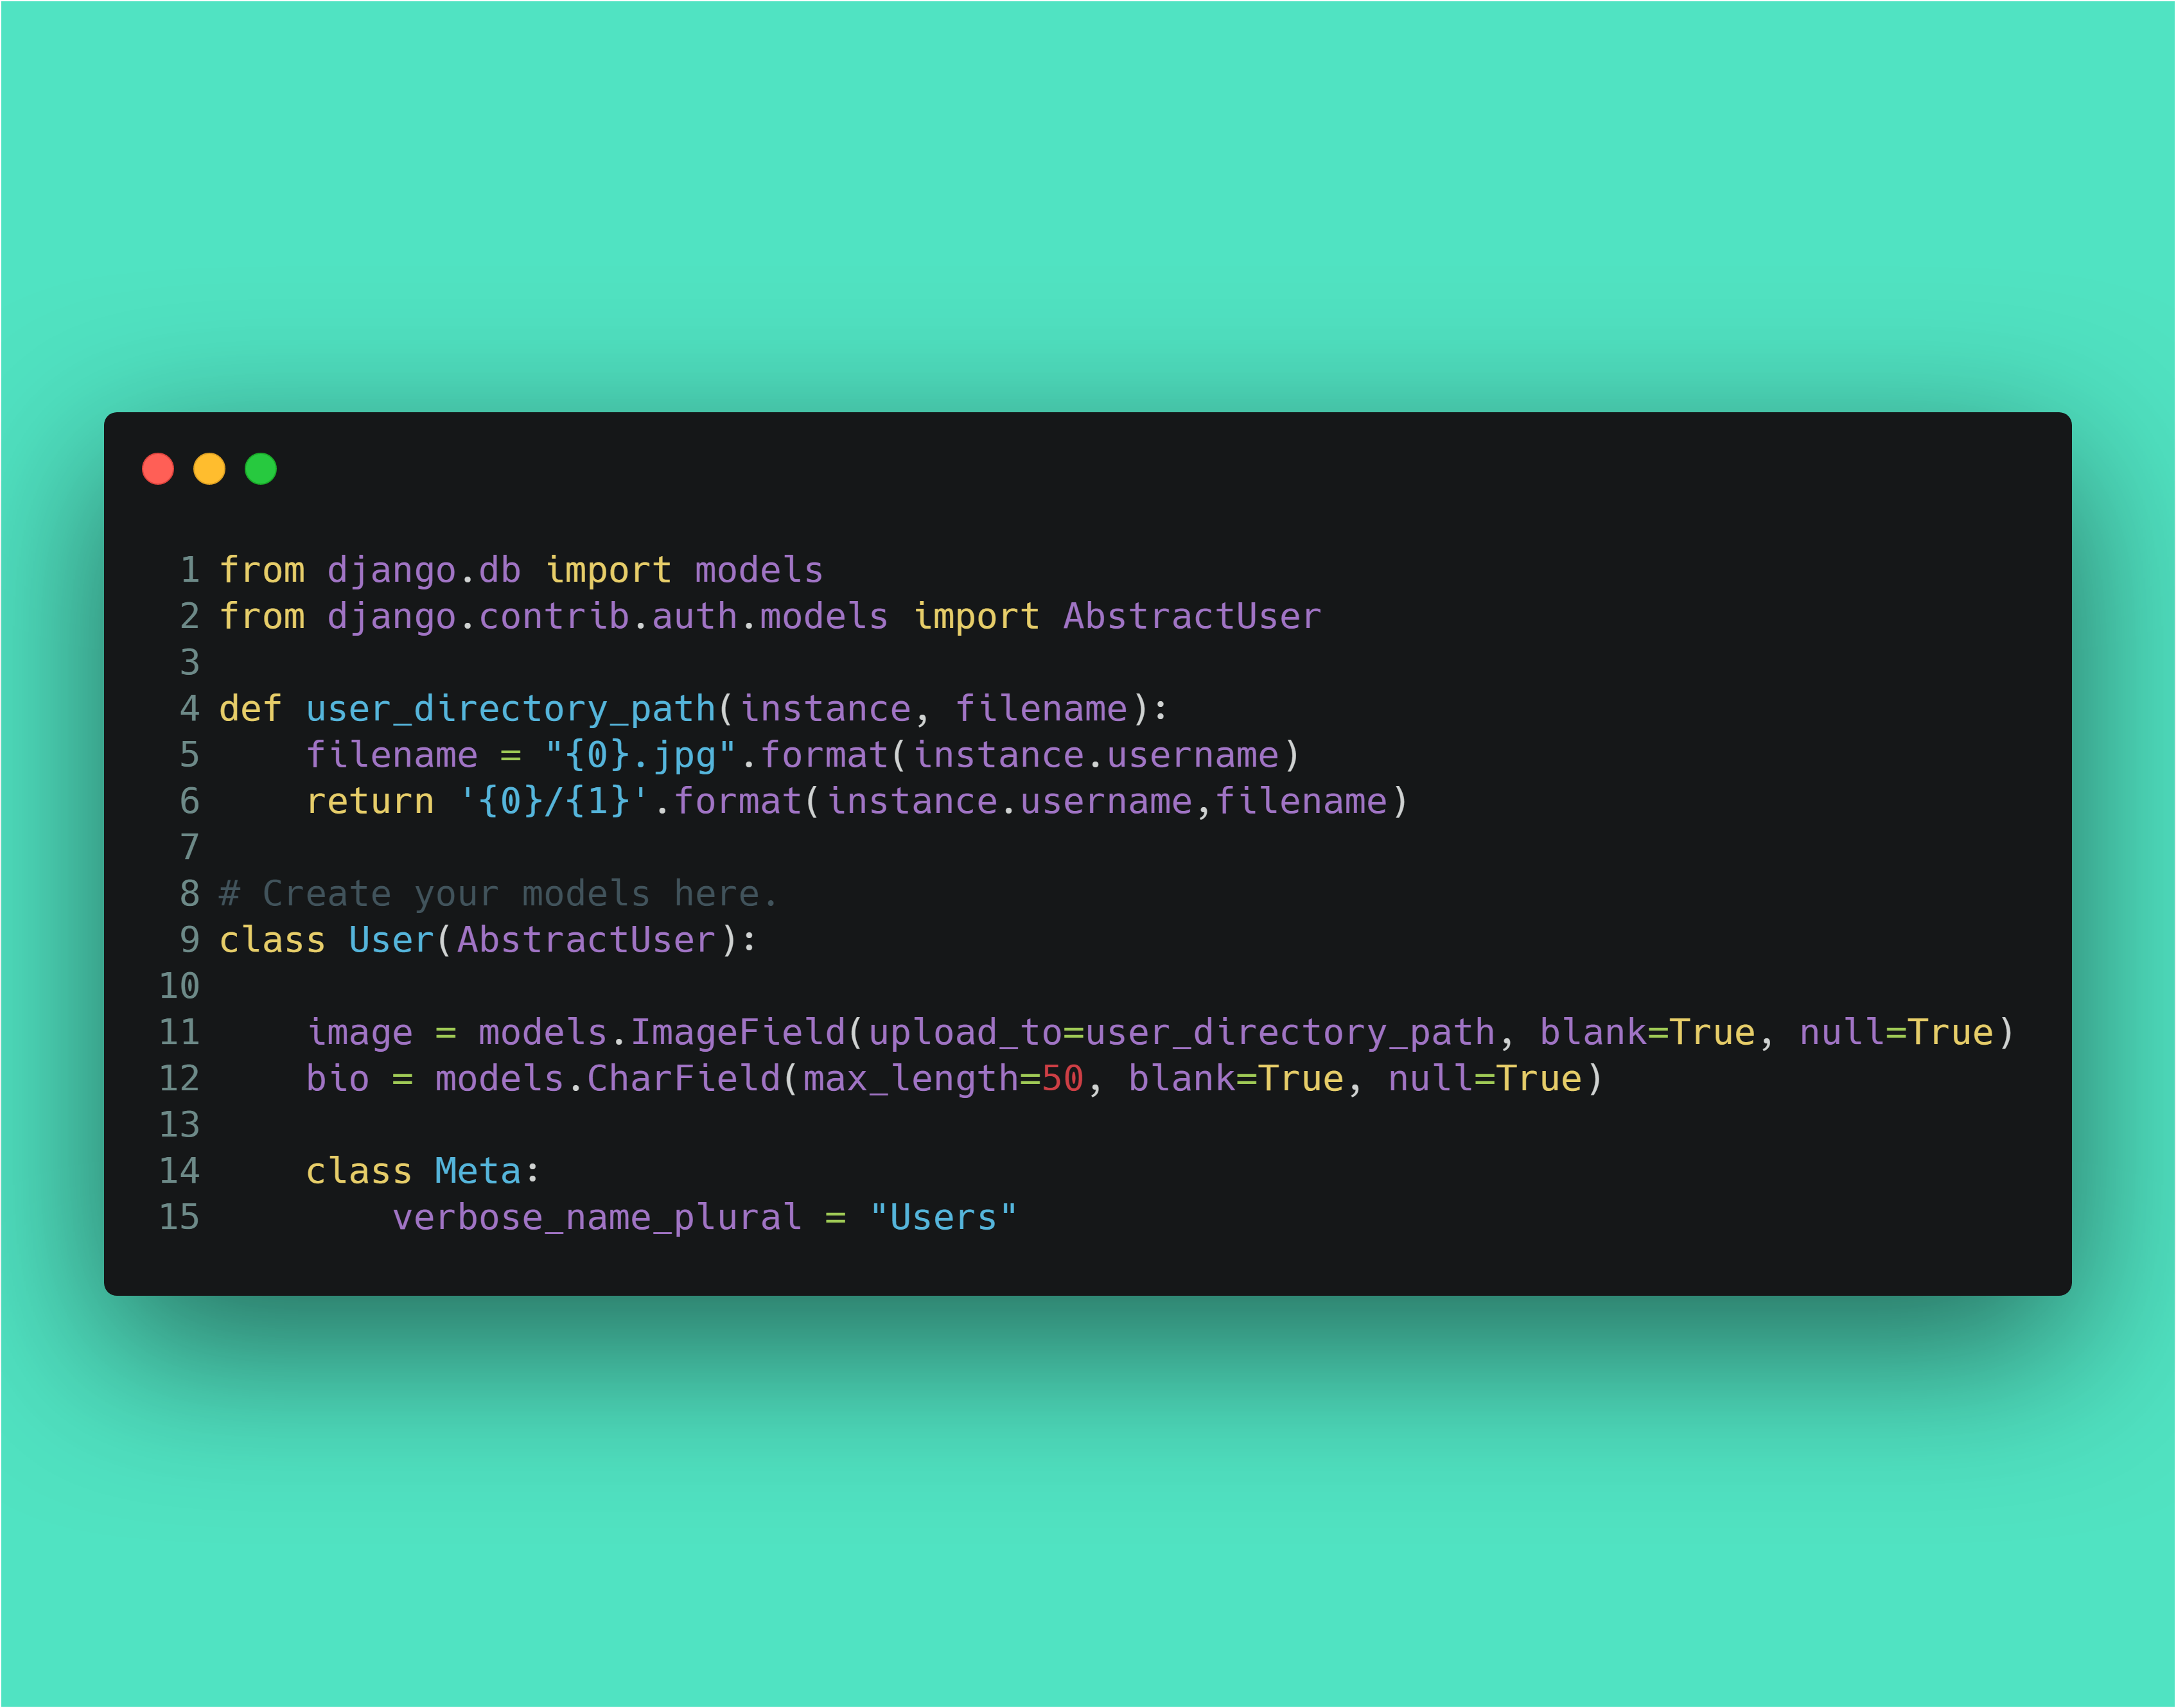 1 from django.db import models
2 from django.contrib.auth.models import AbstractUser
3
4 def user_directory_path(instance, filename):
5     filename = "{0}.jpg".format(instance.username)
6     return '{0}/{1}'.format(instance.username,filename)
7
8 # Create your models here.
9 class User(AbstractUser):
10
11     image = models.ImageField(upload_to=user_directory_path, blank=True, null=True)
12     bio = models.CharField(max_length=50, blank=True, null=True)
13
14     class Meta:
15         verbose_name_plural = "Users"